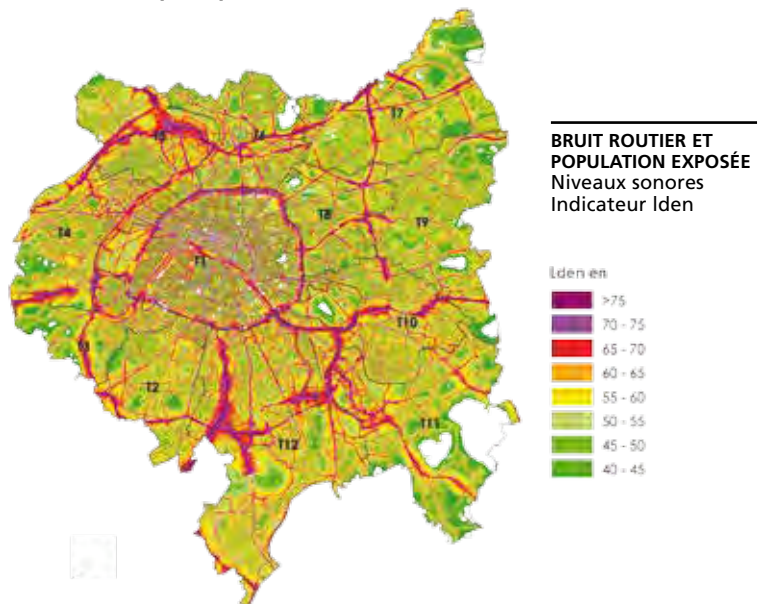 BRUIT ROUTIER ET
POPULATION EXPOSÉE
Niveaux sonores
Indicateur lden
Lden en
>75
70 - 75
65 - 70
60 - 65
55 - 60
50 - 55
45 - 50
40 - 45
T5
T6
T7
T4
T8
T9
T1
T10
T2
T11
T12